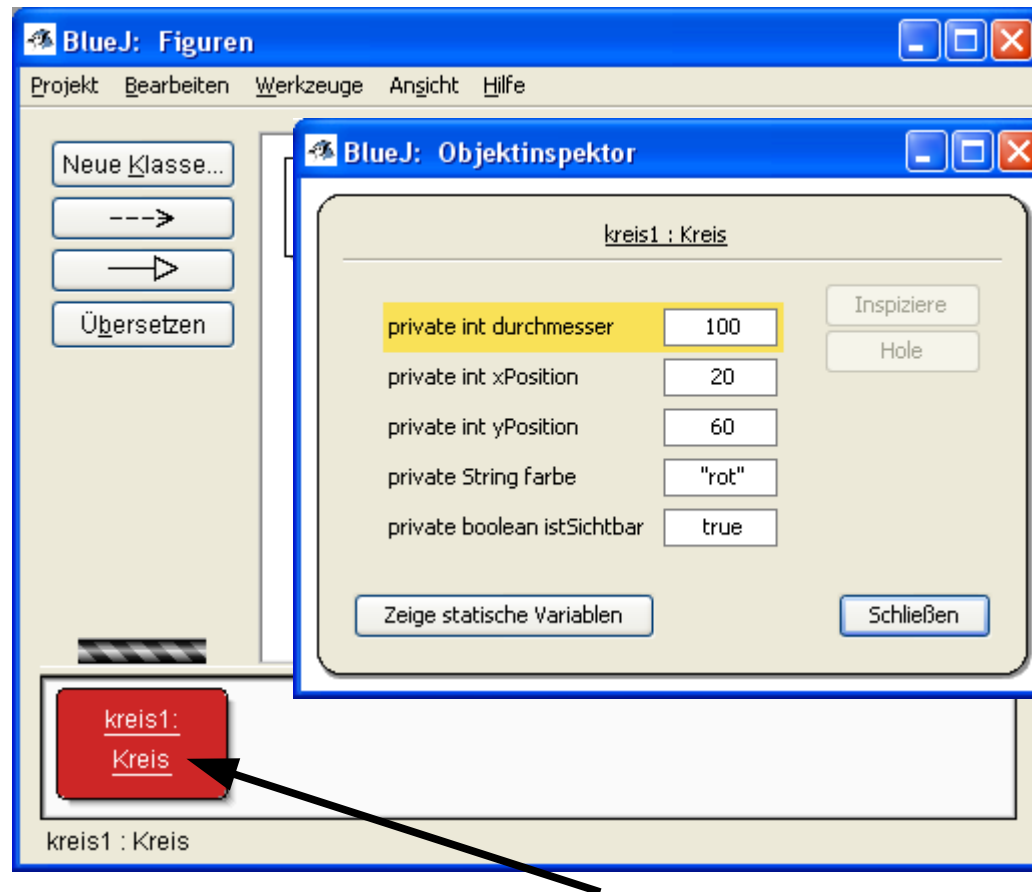 BlueJ: Figuren
Projekt Bearbeiten Werkzeuge Ansicht Hilfe
Neue Klasse...
Übersetzen
BlueJ: Objektinspektor
kreis1 : Kreis
private int durchmesser 100
private int xPosition 20
private int yPosition 60
private String farbe "rot"
private boolean istSichtbar true
Inspiziere
Hole
Zeige statische Variablen
Schließen
kreis1:
Kreis
kreis1 : Kreis